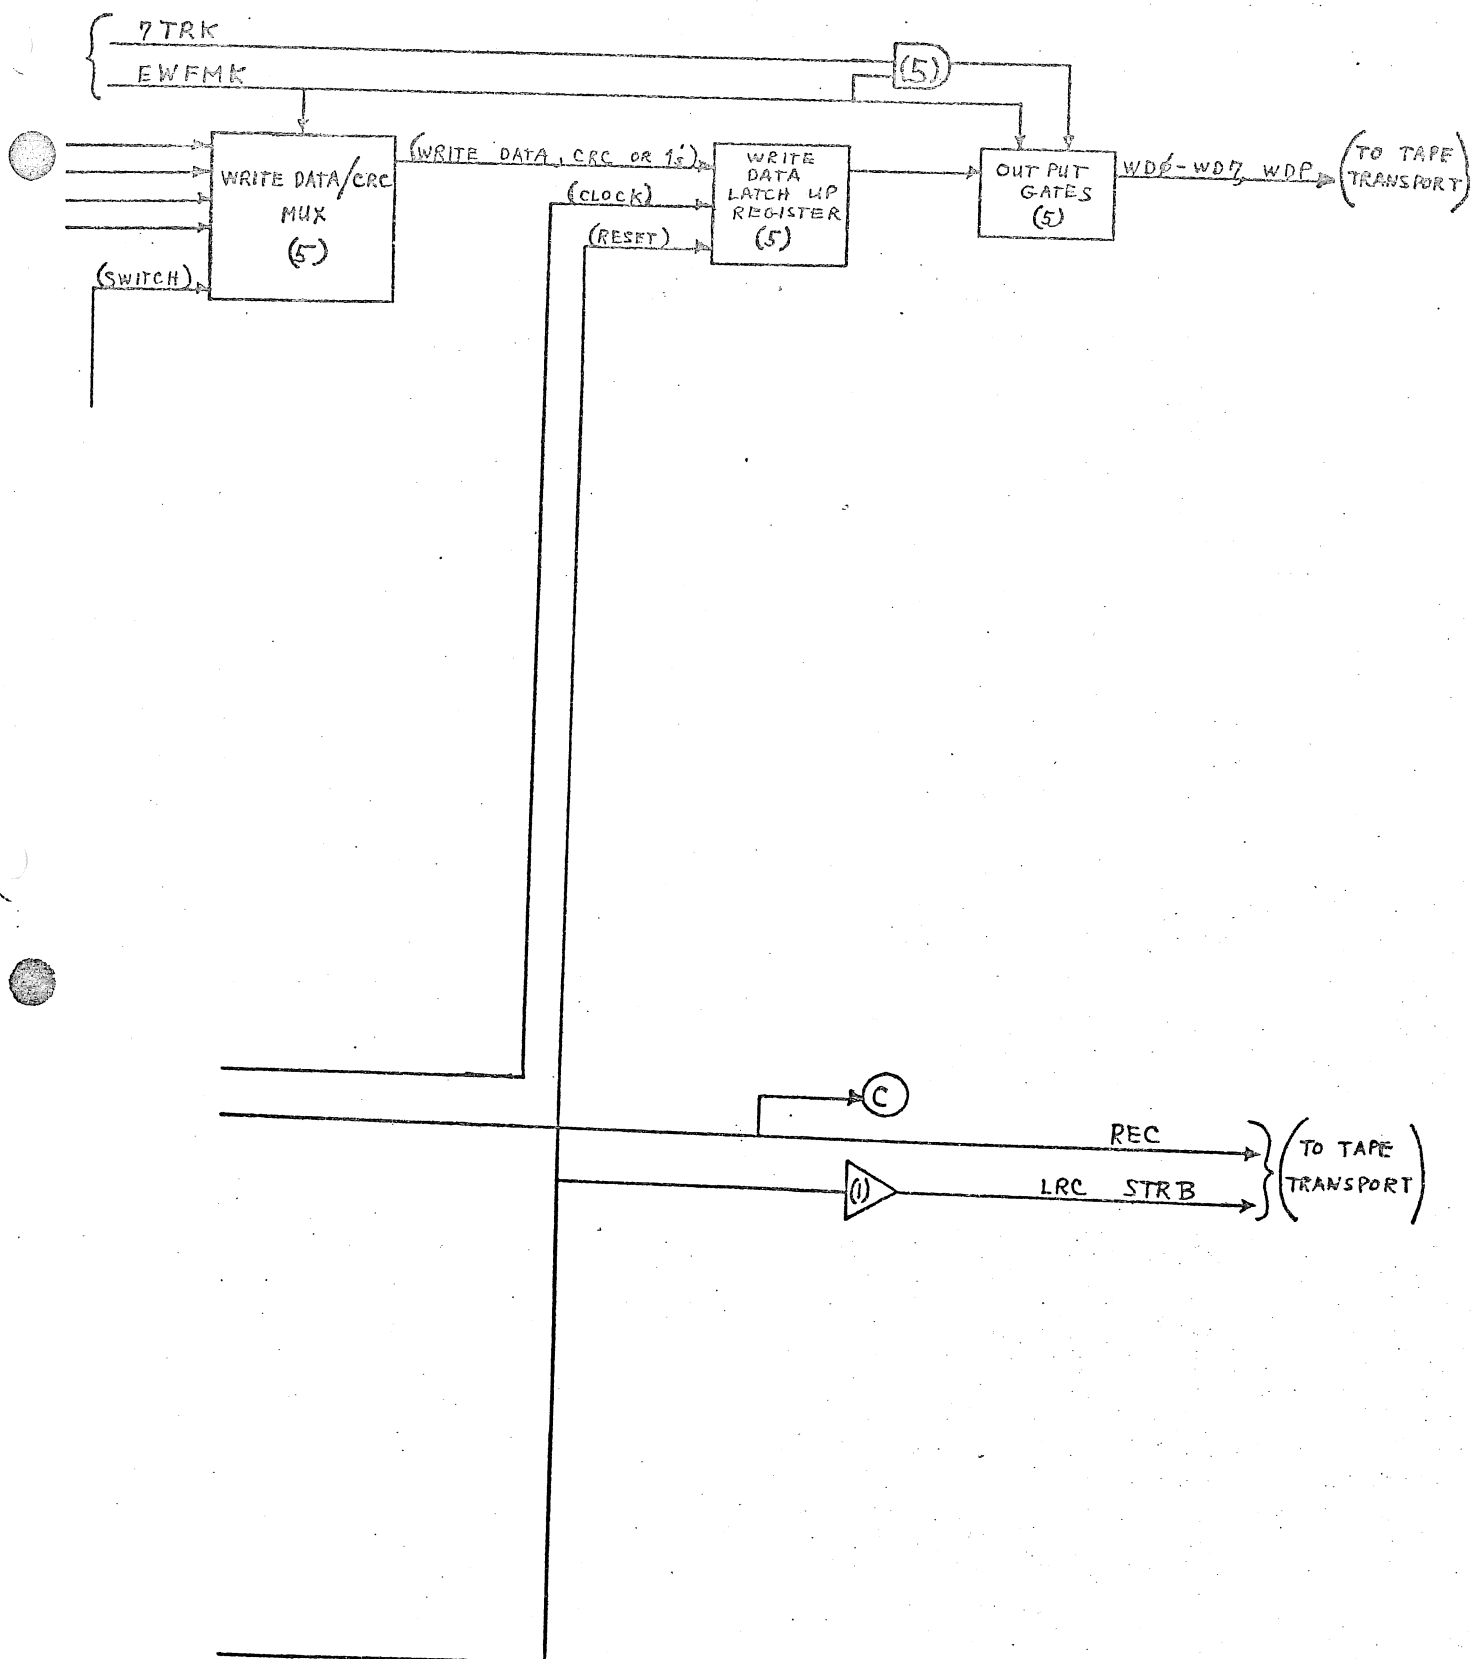 7 TRK
EWFMK
(5)
WRITE DATA/CRC
MUX
(5)
(SWITCH)
(WRITE DATA, CRC OR 1's)
(CLOCK)
(RESET)
WRITE
DATA
LATCH UP
REGISTER
(5)
OUT PUT
GATES
(5)
WDØ-WD7, WDP
(TO TAPE
TRANSPORT)
C
REC
(1)
LRC STRB
(TO TAPE
TRANSPORT)